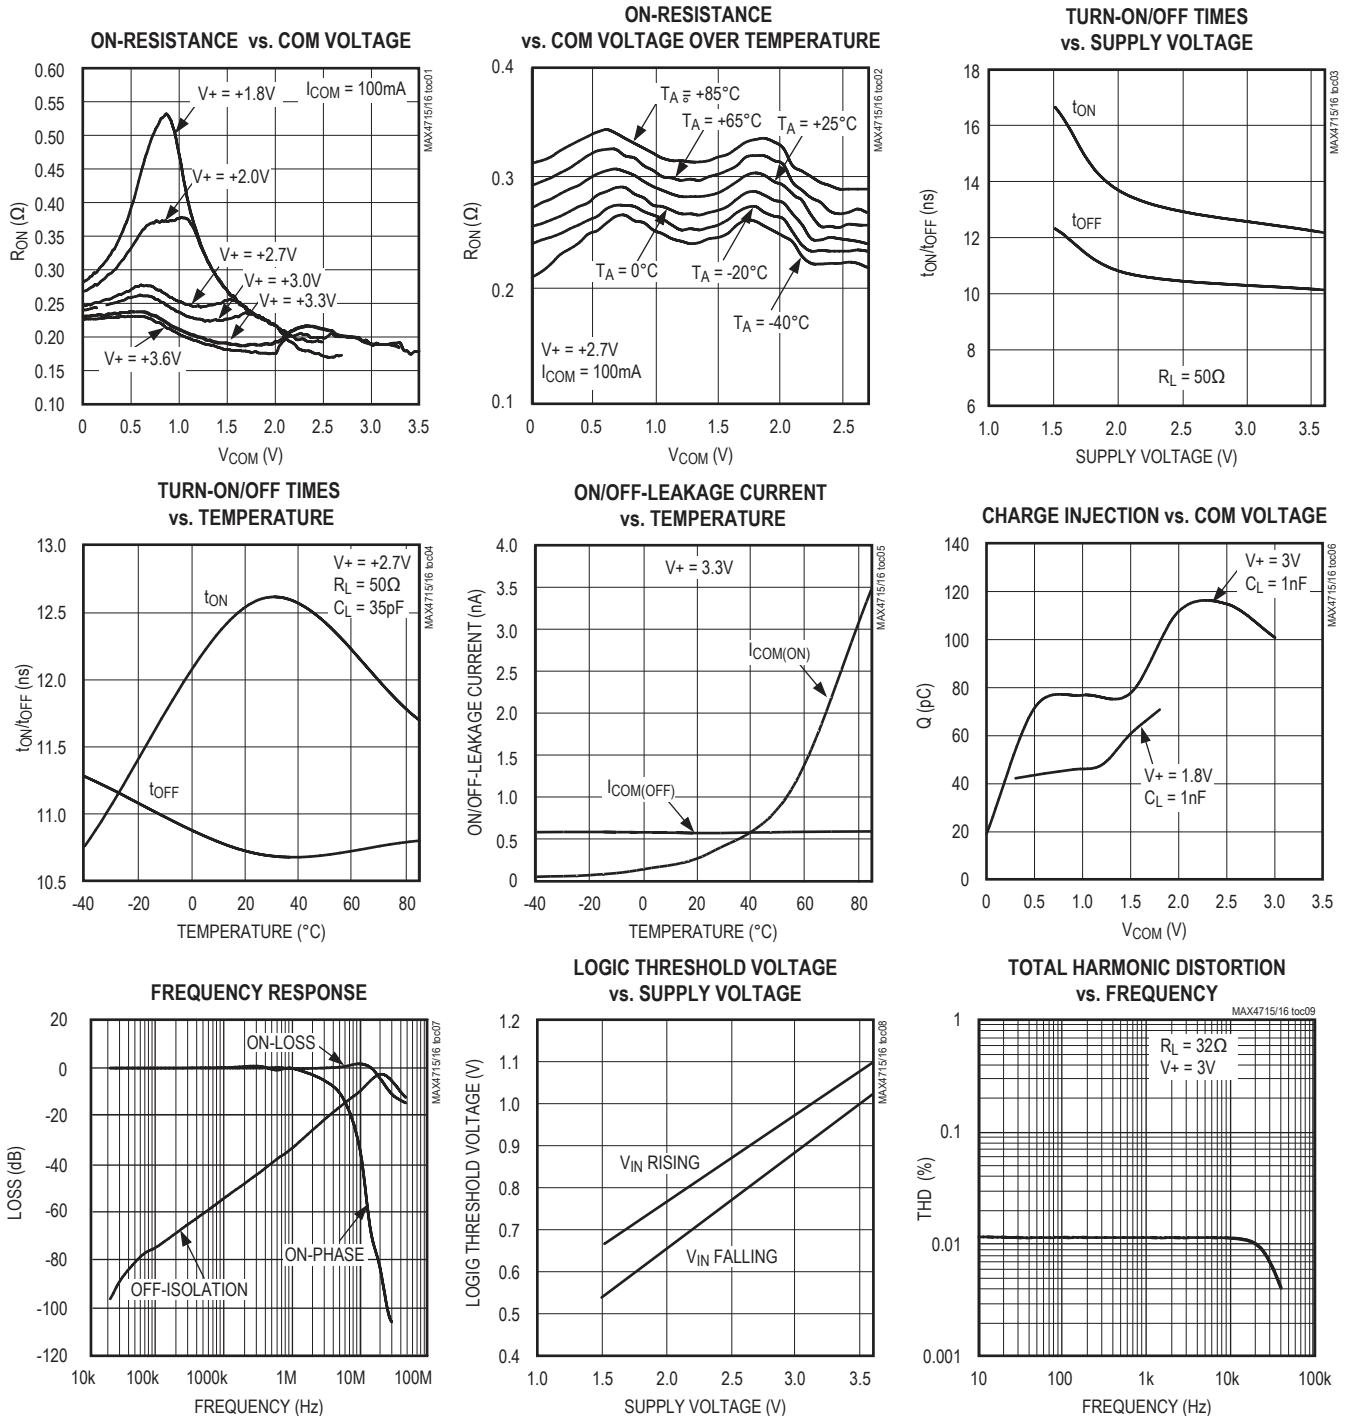 ON-RESISTANCE vs. COM VOLTAGE
0.60
0.55
0.50
0.45
0.40
0.35
0.30
0.25
0.20
0.15
0.10
RON (Ω)
V+ = +1.8V
ICOM = 100mA
V+ = +2.0V
V+ = +2.7V
V+ = +3.0V
V+ = +3.3V
V+ = +3.6V
0 0.5 1.0 1.5 2.0 2.5 3.0 3.5
VCOM (V)
MAX4715/16 toc01
ON-RESISTANCE
vs. COM VOLTAGE OVER TEMPERATURE
0.4
0.3
0.2
0.1
RON (Ω)
TA = +85°C
TA = +65°C
TA = +25°C
TA = 0°C
TA = -20°C
TA = -40°C
V+ = +2.7V
ICOM = 100mA
0 0.5 1.0 1.5 2.0 2.5
VCOM (V)
MAX4715/16 toc02
TURN-ON/OFF TIMES
vs. SUPPLY VOLTAGE
18
16
14
12
10
8
6
tON/tOFF (ns)
tON
tOFF
RL = 50Ω
1.0 1.5 2.0 2.5 3.0 3.5
SUPPLY VOLTAGE (V)
MAX4715/16 toc03
TURN-ON/OFF TIMES
vs. TEMPERATURE
13.0
12.5
12.0
11.5
11.0
10.5
tON/tOFF (ns)
V+ = +2.7V
RL = 50Ω
CL = 35pF
tON
tOFF
-40 -20 0 20 40 60 80
TEMPERATURE (°C)
MAX4715/16 toc04
ON/OFF-LEAKAGE CURRENT
vs. TEMPERATURE
4.0
3.5
3.0
2.5
2.0
1.5
1.0
0.5
0
ON/OFF-LEAKAGE CURRENT (nA)
V+ = 3.3V
ICOM(ON)
ICOM(OFF)
-40 -20 0 20 40 60 80
TEMPERATURE (°C)
MAX4715/16 toc05
CHARGE INJECTION vs. COM VOLTAGE
140
120
100
80
60
40
20
0
Q (pC)
V+ = 3V
CL = 1nF
V+ = 1.8V
CL = 1nF
0 0.5 1.0 1.5 2.0 2.5 3.0 3.5
VCOM (V)
MAX4715/16 toc06
FREQUENCY RESPONSE
20
0
-20
-40
-60
-80
-100
-120
LOSS (dB)
ON-LOSS
ON-PHASE
OFF-ISOLATION
10k 100k 1000k 1M 10M 100M
FREQUENCY (Hz)
MAX4715/16 toc07
LOGIC THRESHOLD VOLTAGE
vs. SUPPLY VOLTAGE
1.2
1.1
1.0
0.9
0.8
0.7
0.6
0.5
0.4
LOGIG THRESHOLD VOLTAGE (V)
VIN RISING
VIN FALLING
1.0 1.5 2.0 2.5 3.0 3.5
SUPPLY VOLTAGE (V)
MAX4715/16 toc08
TOTAL HARMONIC DISTORTION
vs. FREQUENCY
MAX4715/16 toc09
1
0.1
0.01
0.001
THD (%)
RL = 32Ω
V+ = 3V
10 100 1k 10k 100k
FREQUENCY (Hz)